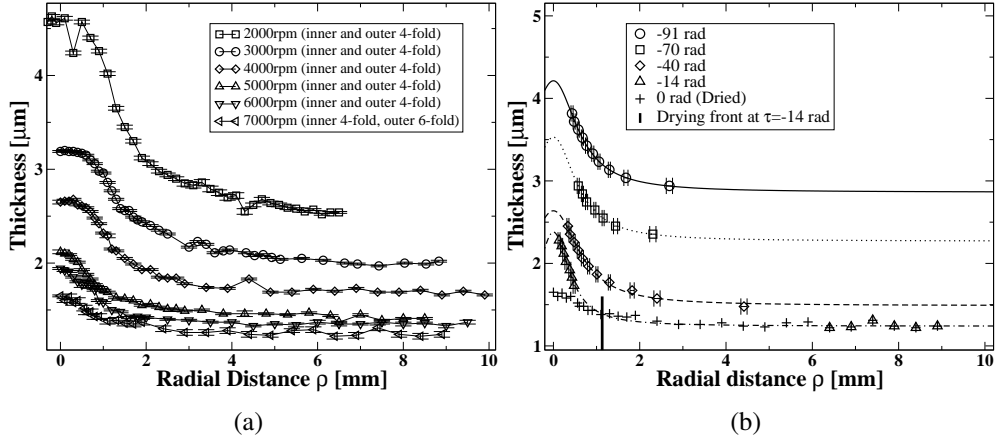 2000rpm (inner and outer 4-fold)
3000rpm (inner and outer 4-fold)
4000rpm (inner and outer 4-fold)
5000rpm (inner and outer 4-fold)
6000rpm (inner and outer 4-fold)
7000rpm (inner 4-fold, outer 6-fold)
Thickness [μm]
4
3
2
0 2 4 6 8 10
Radial Distance ρ [mm]
(a)
-91 rad
-70 rad
-40 rad
-14 rad
0 rad (Dried)
Drying front at τ=-14 rad
Thickness [μm]
5
4
3
2
1
0 2 4 6 8 10
Radial distance ρ [mm]
(b)